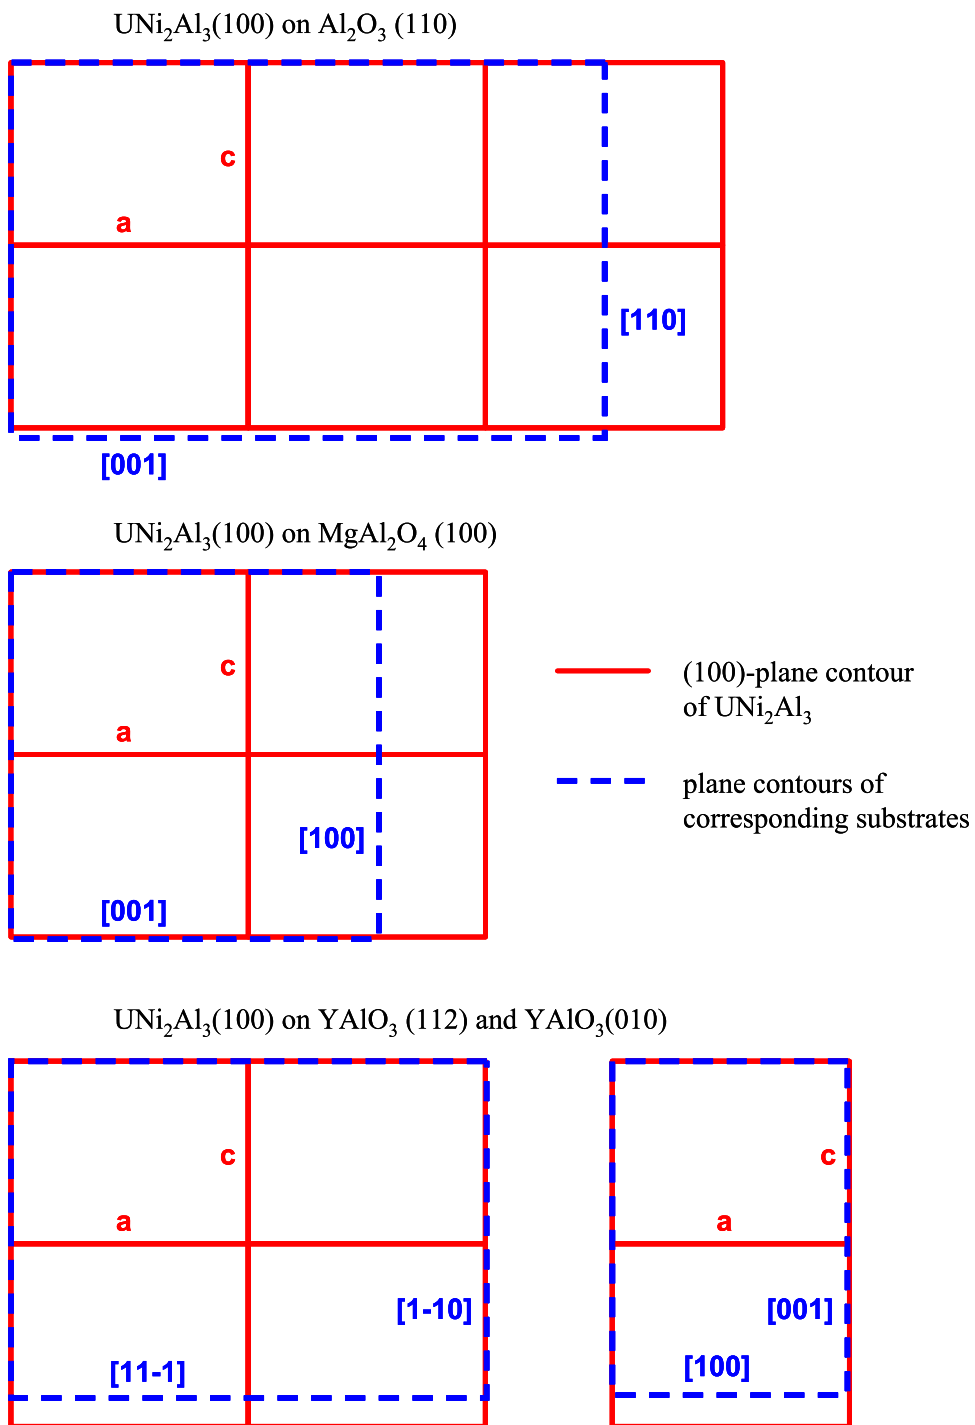 UNi₂Al₃(100) on Al₂O₃ (110)
c
a
[110]
[001]
UNi₂Al₃(100) on MgAl₂O₄ (100)
c
a
[100]
[001]
(100)-plane contour
of UNi₂Al₃
plane contours of
corresponding substrates
UNi₂Al₃(100) on YAlO₃ (112) and YAlO₃(010)
c
a
[1-10]
[11-1]
c
a
[001]
[100]